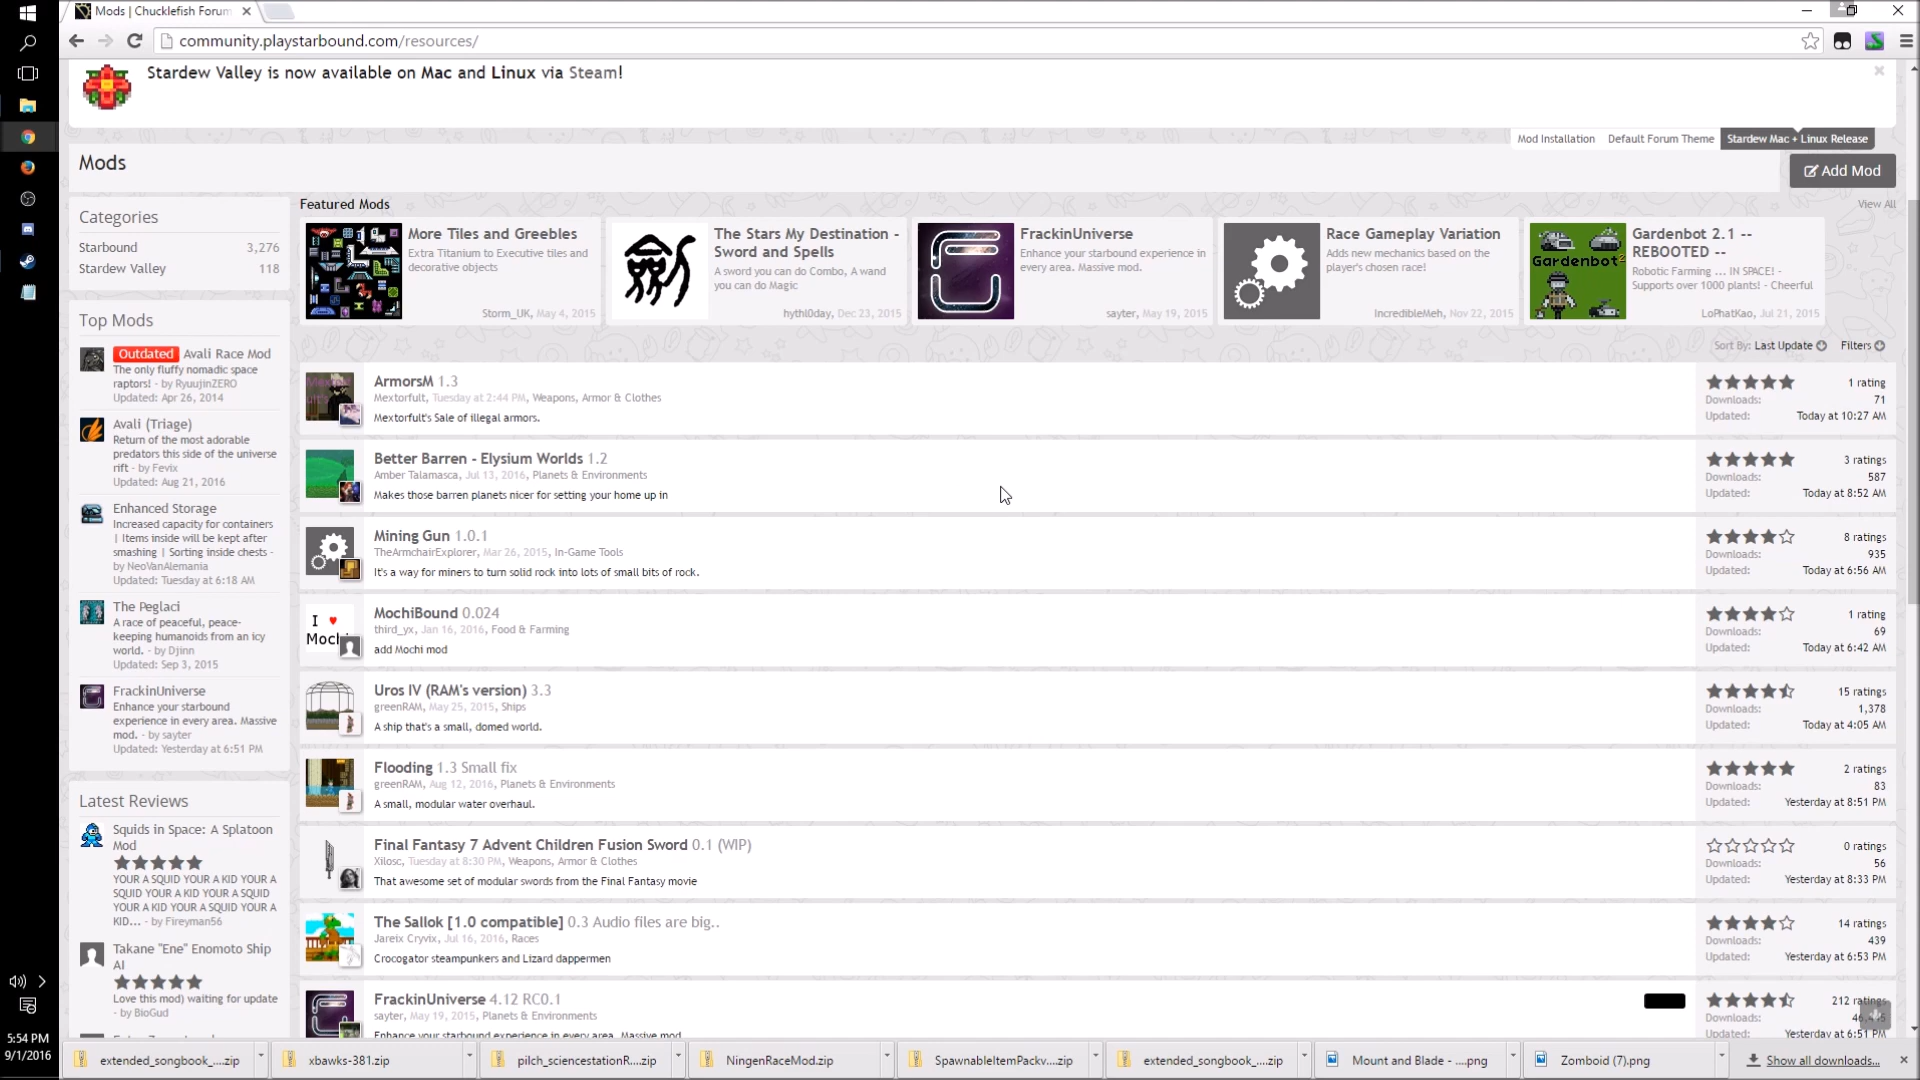 Mods | Chucklefish Forum
community.playstarbound.com/resources/
Stardew Valley is now available on Mac and Linux via Steam!
Mod Installation Default Forum Theme Stardew Mac + Linux Release
Mods
Add Mod
Categories
Starbound 3,276
Stardew Valley 118
Top Mods
Outdated Avali Race Mod
The only fluffy nomadic space
raptors! - by RyuujinZERO
Updated: Apr 26, 2014
Avali (Triage)
Return of the most adorable
predators this side of the universe
rift - by Fevix
Updated: Aug 21, 2016
Enhanced Storage
Increased capacity for containers
| Items inside will be kept after
smashing | Sorting inside chests -
by NeoVanAlemania
Updated: Tuesday at 6:18 AM
The Peglaci
A race of peaceful, peace-
keeping humanoids from an icy
world. - by Djinn
Updated: Sep 3, 2015
FrackinUniverse
Enhance your starbound
experience in every area. Massive
mod. - by sayter
Updated: Yesterday at 6:51 PM
Latest Reviews
Squids in Space: A Splatoon
Mod
YOUR A SQUID YOUR A KID YOUR A
SQUID YOUR A KID YOUR A SQUID
YOUR A KID YOUR A SQUID YOUR A
KID... - by Fireyman56
Takane "Ene" Enomoto Ship
AI
Love this mod) waiting for update
- by BioGud
Featured Mods
View All
More Tiles and Greebles
Extra Titanium to Executive tiles and
decorative objects
Storm_UK, May 4, 2015
The Stars My Destination -
Sword and Spells
A sword you can do Combo, A wand
you can do Magic
hythl0day, Dec 23, 2015
FrackinUniverse
Enhance your starbound experience in
every area. Massive mod.
sayter, May 19, 2015
Race Gameplay Variation
Adds new mechanics based on the
player's chosen race!
IncredibleMeh, Nov 22, 2015
Gardenbot²
Gardenbot 2.1 --
REBOOTED --
Robotic Farming ... IN SPACE! -
Supports over 1000 plants! - Cheerful
LoPhatKao, Jul 21, 2015
Sort By: Last Update Filters
ArmorsM 1.3
Mextorfult, Tuesday at 2:44 PM, Weapons, Armor & Clothes
Mextorfult's Sale of illegal armors.
1 rating
Downloads: 71
Updated: Today at 10:27 AM
Better Barren - Elysium Worlds 1.2
Amber Talamasca, Jul 13, 2016, Planets & Environments
Makes those barren planets nicer for setting your home up in
3 ratings
Downloads: 587
Updated: Today at 8:52 AM
Mining Gun 1.0.1
TheArmchairExplorer, Mar 26, 2015, In-Game Tools
It's a way for miners to turn solid rock into lots of small bits of rock.
8 ratings
Downloads: 935
Updated: Today at 6:56 AM
I ♥
Moch
MochiBound 0.024
third_yx, Jan 16, 2016, Food & Farming
add Mochi mod
1 rating
Downloads: 69
Updated: Today at 6:42 AM
Uros IV (RAM's version) 3.3
greenRAM, May 25, 2015, Ships
A ship that's a small, domed world.
15 ratings
Downloads: 1,378
Updated: Today at 4:05 AM
Flooding 1.3 Small fix
greenRAM, Aug 12, 2016, Planets & Environments
A small, modular water overhaul.
2 ratings
Downloads: 83
Updated: Yesterday at 8:51 PM
Final Fantasy 7 Advent Children Fusion Sword 0.1 (WIP)
Xilosc, Tuesday at 8:30 PM, Weapons, Armor & Clothes
That awesome set of modular swords from the Final Fantasy movie
0 ratings
Downloads: 56
Updated: Yesterday at 8:33 PM
The Sallok [1.0 compatible] 0.3 Audio files are big..
Jareix Cryvix, Jul 16, 2016, Races
Crocogator steampunkers and Lizard dappermen
14 ratings
Downloads: 439
Updated: Yesterday at 6:53 PM
FrackinUniverse 4.12 RC0.1
sayter, May 19, 2015, Planets & Environments
Enhance your starbound experience in every area. Massive mod.
212 ratings
Downloads:
Updated: Yesterday at 6:51 PM
5:54 PM
9/1/2016
extended_songbook_....zip xbawks-381.zip pilch_sciencestationR....zip NingenRaceMod.zip SpawnableItemPackv....zip extended_songbook_....zip Mount and Blade - ....png Zomboid (7).png Show all downloads...